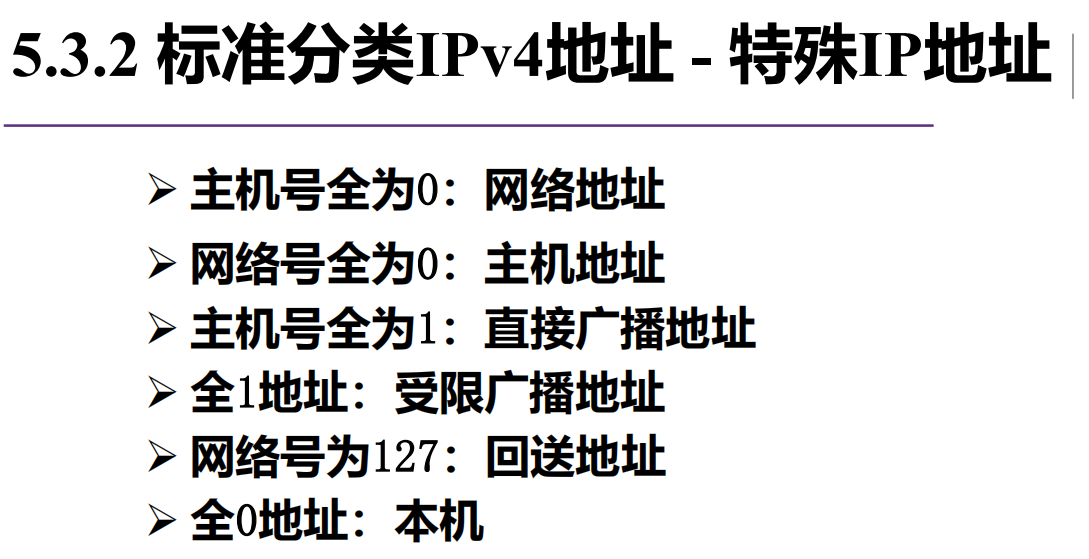 5.3.2 标准分类IPv4地址 - 特殊IP地址
➢ 主机号全为0：网络地址
➢ 网络号全为0：主机地址
➢ 主机号全为1：直接广播地址
➢ 全1地址：受限广播地址
➢ 网络号为127：回送地址
➢ 全0地址：本机